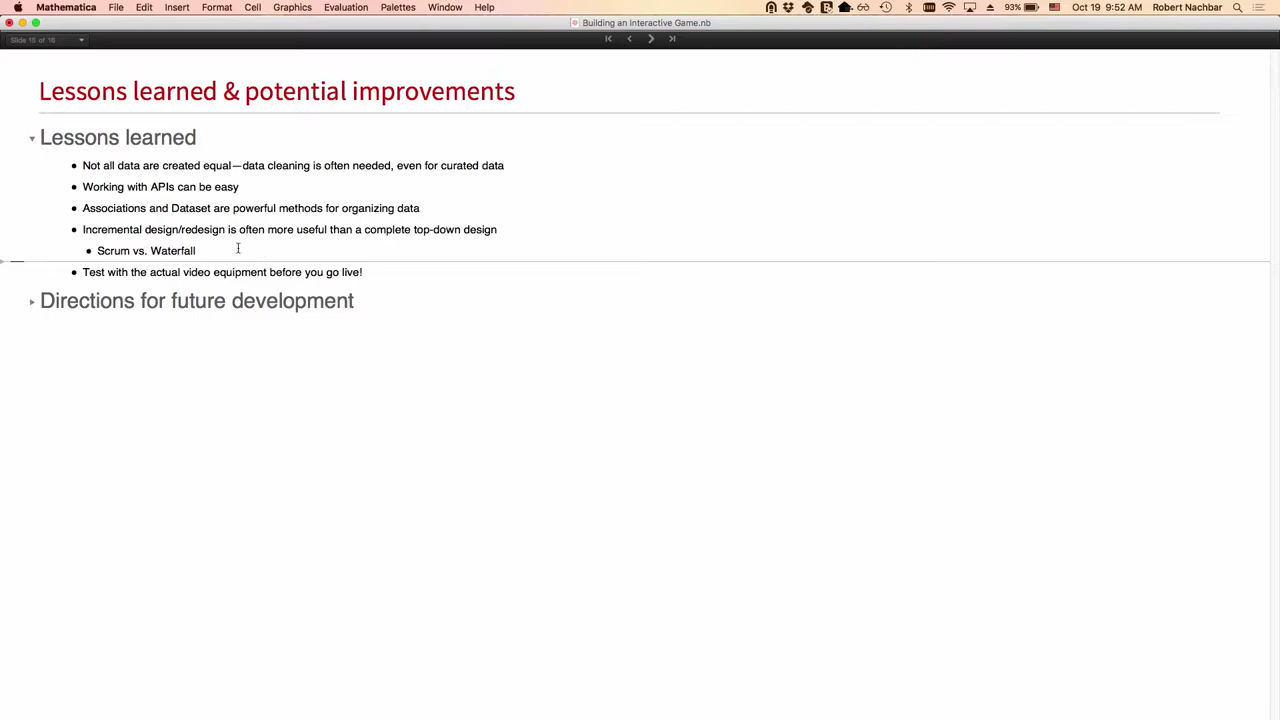 Mathematica File Edit Insert Format Cell Graphics Evaluation Palettes Window Help 93% Oct 19 9:52 AM Robert Nachbar
Building an Interactive Game.nb
Slide 15 of 16
Lessons learned & potential improvements
Lessons learned
• Not all data are created equal—data cleaning is often needed, even for curated data
• Working with APIs can be easy
• Associations and Dataset are powerful methods for organizing data
• Incremental design/redesign is often more useful than a complete top-down design
• Scrum vs. Waterfall
• Test with the actual video equipment before you go live!
Directions for future development